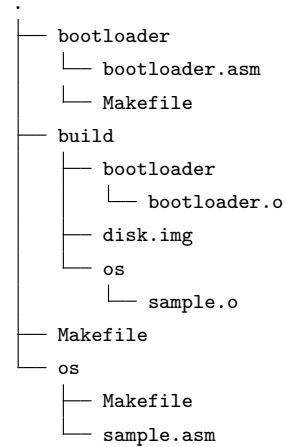 .
bootloader
bootloader.asm
Makefile
build
bootloader
bootloader.o
disk.img
os
sample.o
Makefile
os
Makefile
sample.asm